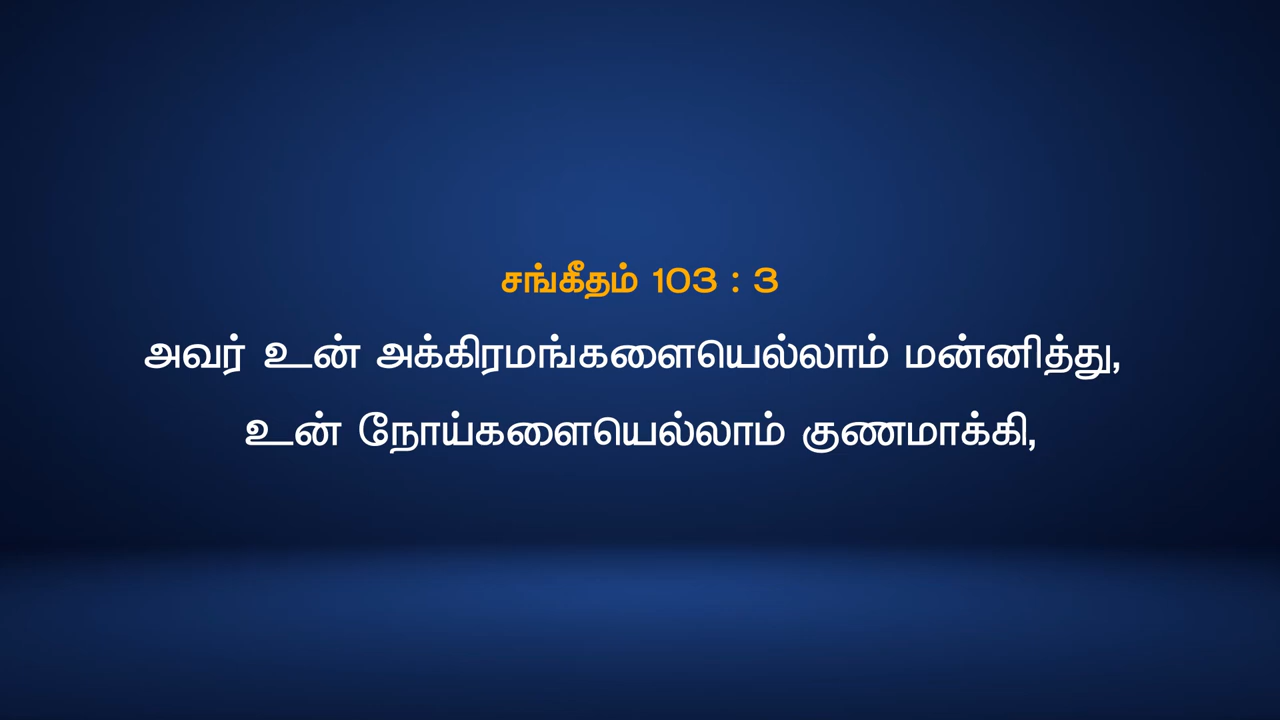 சங்கீதம் 103 : 3
அவர் உன் அக்கிரமங்களையெல்லாம் மன்னித்து,
உன் நோய்களையெல்லாம் குணமாக்கி,